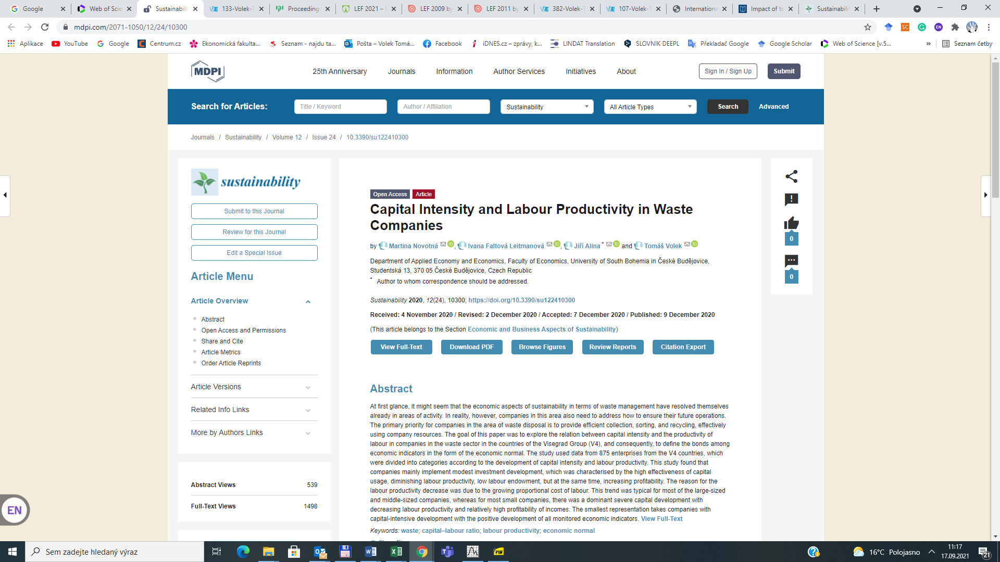 Google
Web of Scie
Sustainabili
133-Volek-T
Proceeding
LEF 2021 –
LEF 2009 by
LEF 2011 by
382-Volek-T
107-Volek-T
Internationa
Impact of te
Sustainabili
mdpi.com/2071-1050/12/24/10300
Aplikace
YouTube
Google
Centrum.cz
Ekonomická fakulta...
Seznam - najdu ta...
Pošta – Volek Tomá...
Facebook
iDNES.cz – zprávy, k...
LINDAT Translation
SLOVNIK DEEPL
Překladač Google
Google Scholar
Web of Science [v.5...
»
Seznam četby
MDPI
25th Anniversary
Journals
Information
Author Services
Initiatives
About
Sign In / Sign Up
Submit
Search for Articles:
Title / Keyword
Author / Affiliation
Sustainability
All Article Types
Search
Advanced
Journals / Sustainability / Volume 12 / Issue 24 / 10.3390/su122410300
sustainability
Submit to this Journal
Review for this Journal
Edit a Special Issue
Article Menu
Article Overview
Abstract
Open Access and Permissions
Share and Cite
Article Metrics
Order Article Reprints
Article Versions
Related Info Links
More by Authors Links
Abstract Views 539
Full-Text Views 1498
EN
Open Access Article
Capital Intensity and Labour Productivity in Waste
Companies
by Martina Novotná, Ivana Faltová Leitmanová, Jiří Alina * and Tomáš Volek
Department of Applied Economy and Economics, Faculty of Economics, University of South Bohemia in České Budějovice,
Studentská 13, 370 05 České Budějovice, Czech Republic
* Author to whom correspondence should be addressed.
Sustainability 2020, 12(24), 10300; https://doi.org/10.3390/su122410300
Received: 4 November 2020 / Revised: 2 December 2020 / Accepted: 7 December 2020 / Published: 9 December 2020
(This article belongs to the Section Economic and Business Aspects of Sustainability)
View Full-Text
Download PDF
Browse Figures
Review Reports
Citation Export
Abstract
At first glance, it might seem that the economic aspects of sustainability in terms of waste management have resolved themselves
already in areas of activity. In reality, however, companies in this area also need to address how to ensure their future operations.
The primary priority for companies in the area of waste disposal is to provide efficient collection, sorting, and recycling, effectively
using company resources. The goal of this paper was to explore the relation between capital intensity and the productivity of
labour in companies in the waste sector in the countries of the Visegrad Group (V4), and consequently, to define the bonds among
economic indicators in the form of the economic normal. The study used data from 875 enterprises from the V4 countries, which
were divided into categories according to the development of capital intensity and labour productivity. This study found that
companies mainly implement modest investment development, which was characterised by the high effectiveness of capital
usage, diminishing labour productivity, low labour endowment, but at the same time, increasing profitability. The reason for the
labour productivity decrease was due to the growing proportional cost of labour. This trend was typical for most of the large-sized
and middle-sized companies, whereas for most small companies, there was a dominant severe capital development with
decreasing labour productivity and relatively high profitability of incomes. The smallest representation takes companies with
capital-intensive development with the positive development of all monitored economic indicators. View Full-Text
Keywords: waste; capital–labour ratio; labour productivity; economic normal
0
0
Sem zadejte hledaný výraz
16°C Polojasno
11:17
17.09.2021
21